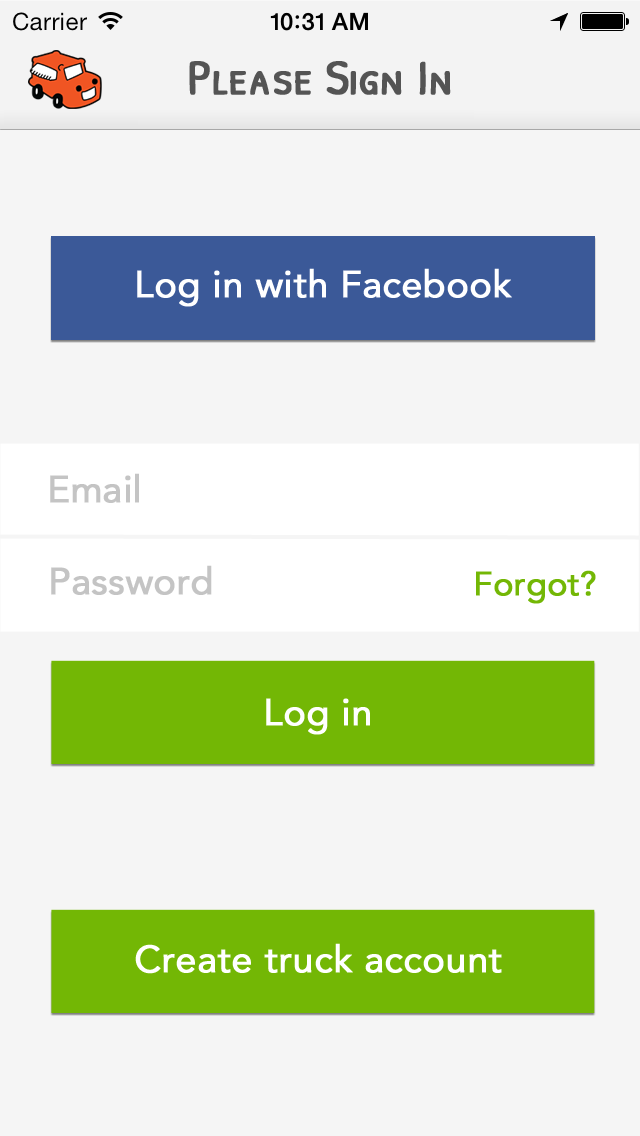 Carrier 10:31 AM
Please Sign In
Log in with Facebook
Email
Password Forgot?
Log in
Create truck account